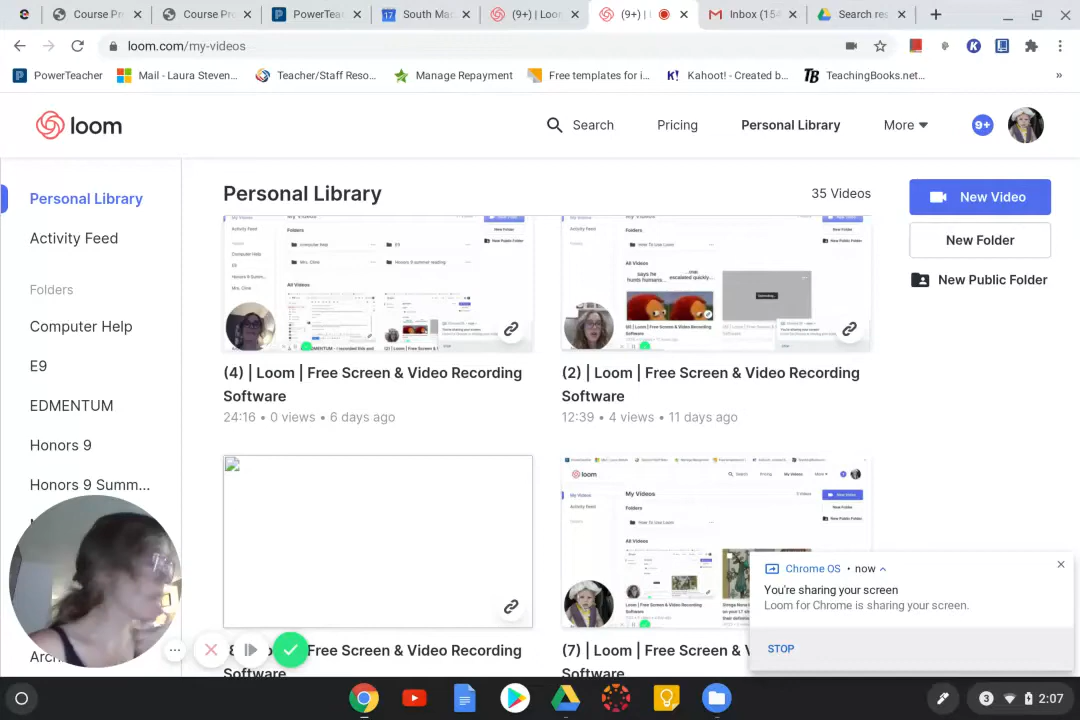 Course Pr
Course Pro
PowerTea
South Ma
(9+) | Loor
(9+) |
Inbox (154
Search res
loom.com/my-videos
PowerTeacher
Mail - Laura Steven...
Teacher/Staff Reso...
Manage Repayment
Free templates for i...
Kahoot! - Created b...
TeachingBooks.net...
»
loom
Search
Pricing
Personal Library
More
9+
Personal Library
Activity Feed
Folders
Computer Help
E9
EDMENTUM
Honors 9
Honors 9 Summ...
Personal Library
35 Videos
New Video
New Folder
New Public Folder
(4) | Loom | Free Screen & Video Recording
Software
24:16 • 0 views • 6 days ago
(2) | Loom | Free Screen & Video Recording
Software
12:39 • 4 views • 11 days ago
Free Screen & Video Recording
Software
(7) | Loom | Free Screen & V
Software
Chrome OS • now
You're sharing your screen
Loom for Chrome is sharing your screen.
STOP
3
2:07